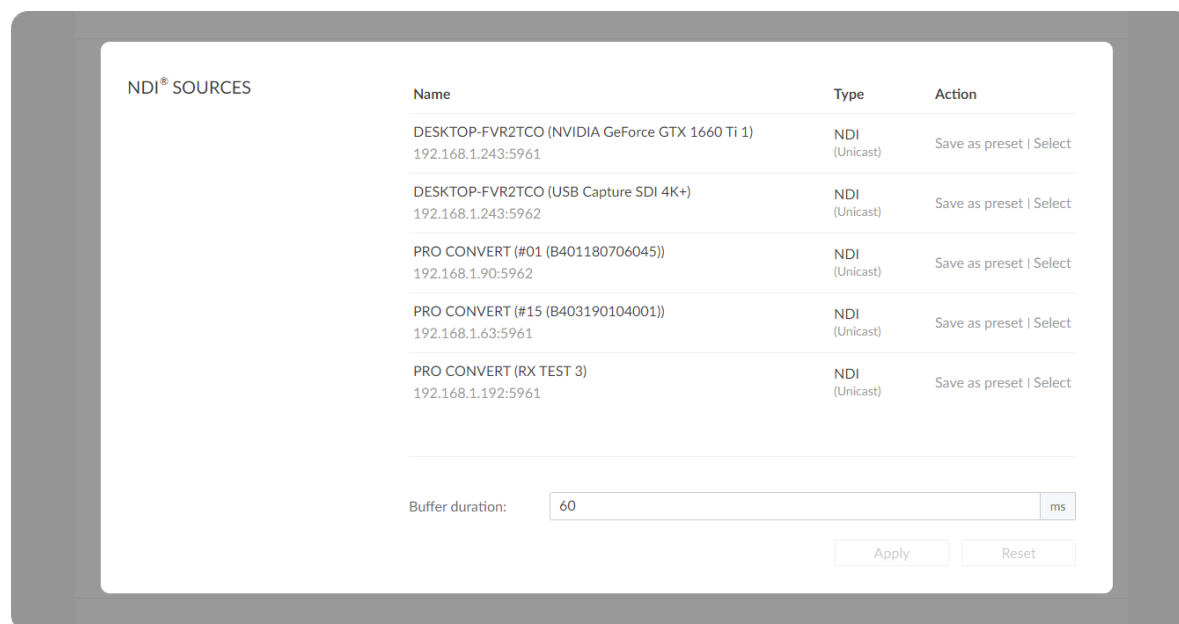 NDI® SOURCES
Name Type Action
DESKTOP-FVR2TCO (NVIDIA GeForce GTX 1660 Ti 1)
192.168.1.243:5961
NDI
(Unicast)
Save as preset | Select
DESKTOP-FVR2TCO (USB Capture SDI 4K+)
192.168.1.243:5962
NDI
(Unicast)
Save as preset | Select
PRO CONVERT (#01 (B401180706045))
192.168.1.90:5962
NDI
(Unicast)
Save as preset | Select
PRO CONVERT (#15 (B403190104001))
192.168.1.63:5961
NDI
(Unicast)
Save as preset | Select
PRO CONVERT (RX TEST 3)
192.168.1.192:5961
NDI
(Unicast)
Save as preset | Select
Buffer duration: 60 ms
Apply Reset